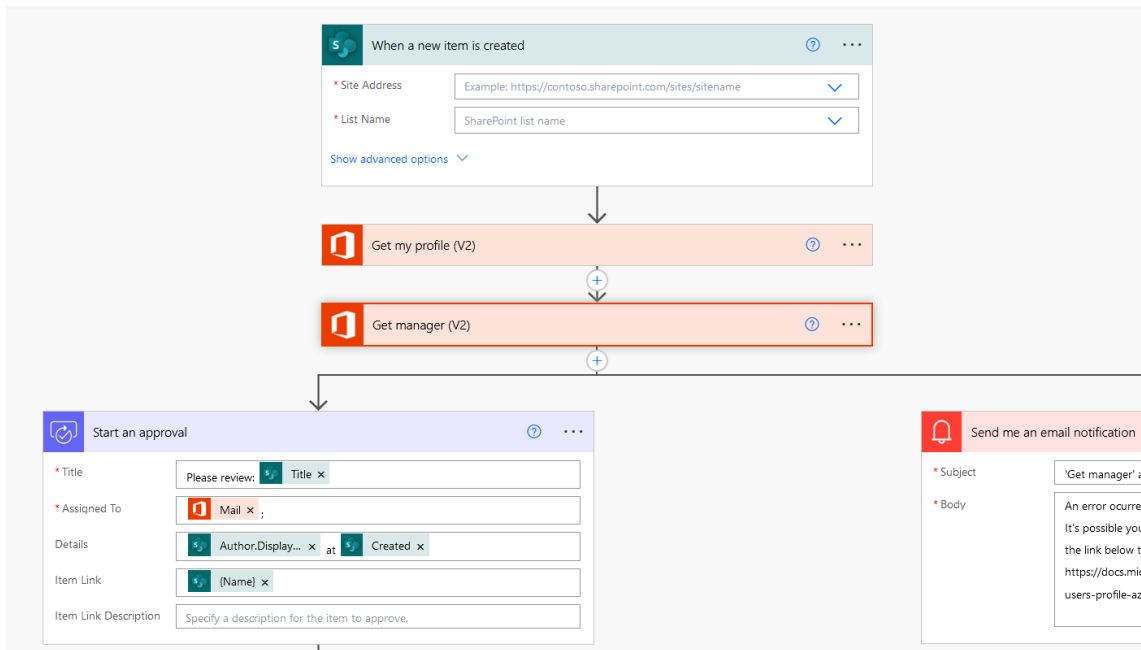 When a new item is created
* Site Address
Example: https://contoso.sharepoint.com/sites/sitename
* List Name
SharePoint list name
Show advanced options
Get my profile (V2)
Get manager (V2)
Start an approval
* Title
Please review: Title ×
* Assigned To
Mail × ;
Details
Author.Display... × at Created ×
Item Link
{Name} ×
Item Link Description
Specify a description for the item to approve.
Send me an email notification
* Subject
'Get manager' a
* Body
An error ocurre
It's possible you
the link below t
https://docs.mic
users-profile-az